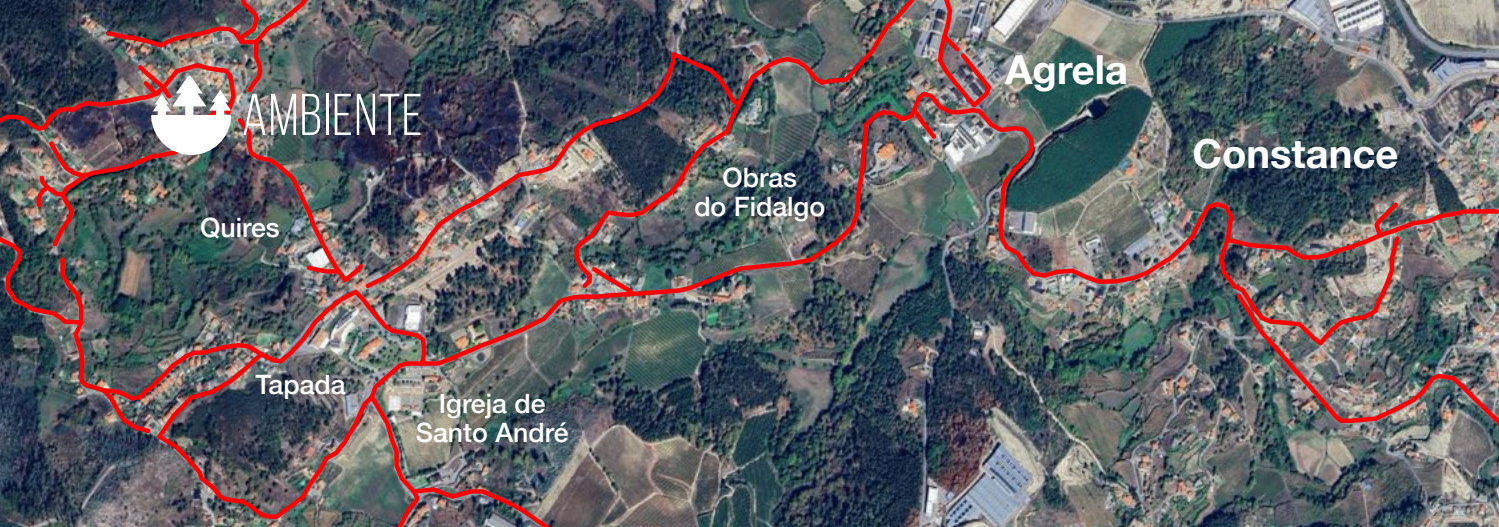 Agrela
AMBIENTE
Constance
Obras
do Fidalgo
Quires
Tapada
Igreja de
Santo André